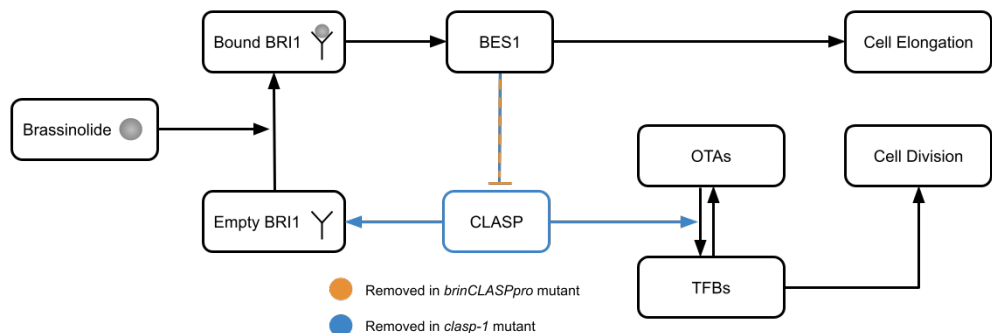 Bound BRI1
BES1
Cell Elongation
Brassinolide
OTAs
Cell Division
Empty BRI1
CLASP
TFBs
Removed in brinCLASPpro mutant
Removed in clasp-1 mutant